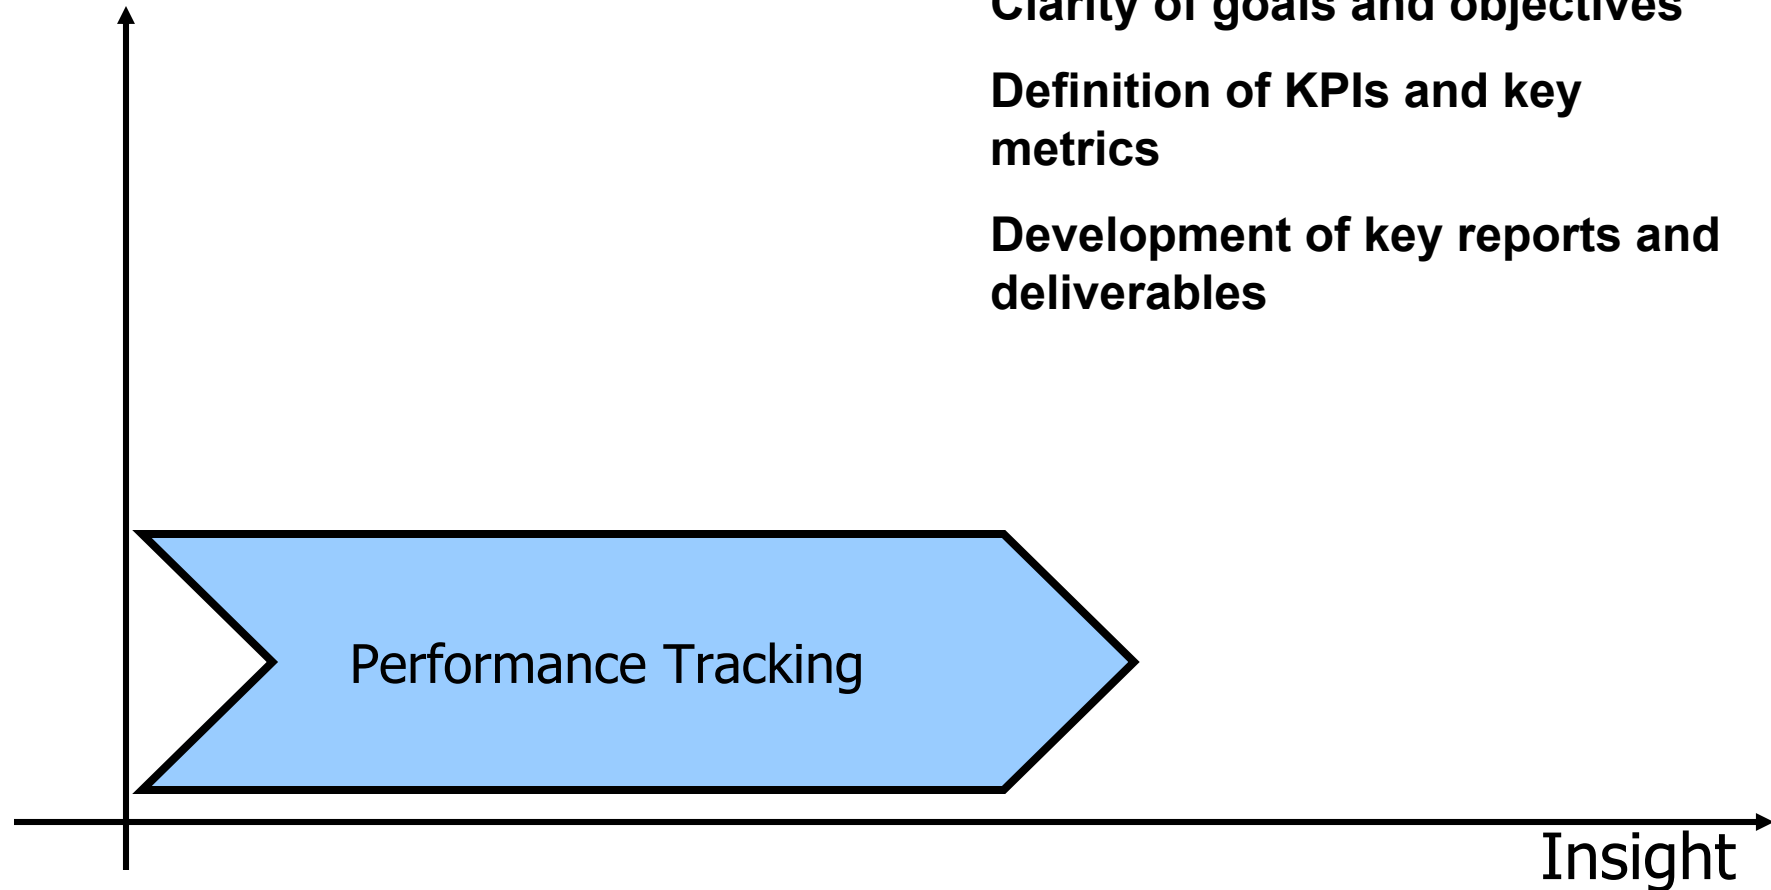 Clarity of goals and objectives
Definition of KPIs and key
metrics
Development of key reports and
deliverables
Performance Tracking
Insight